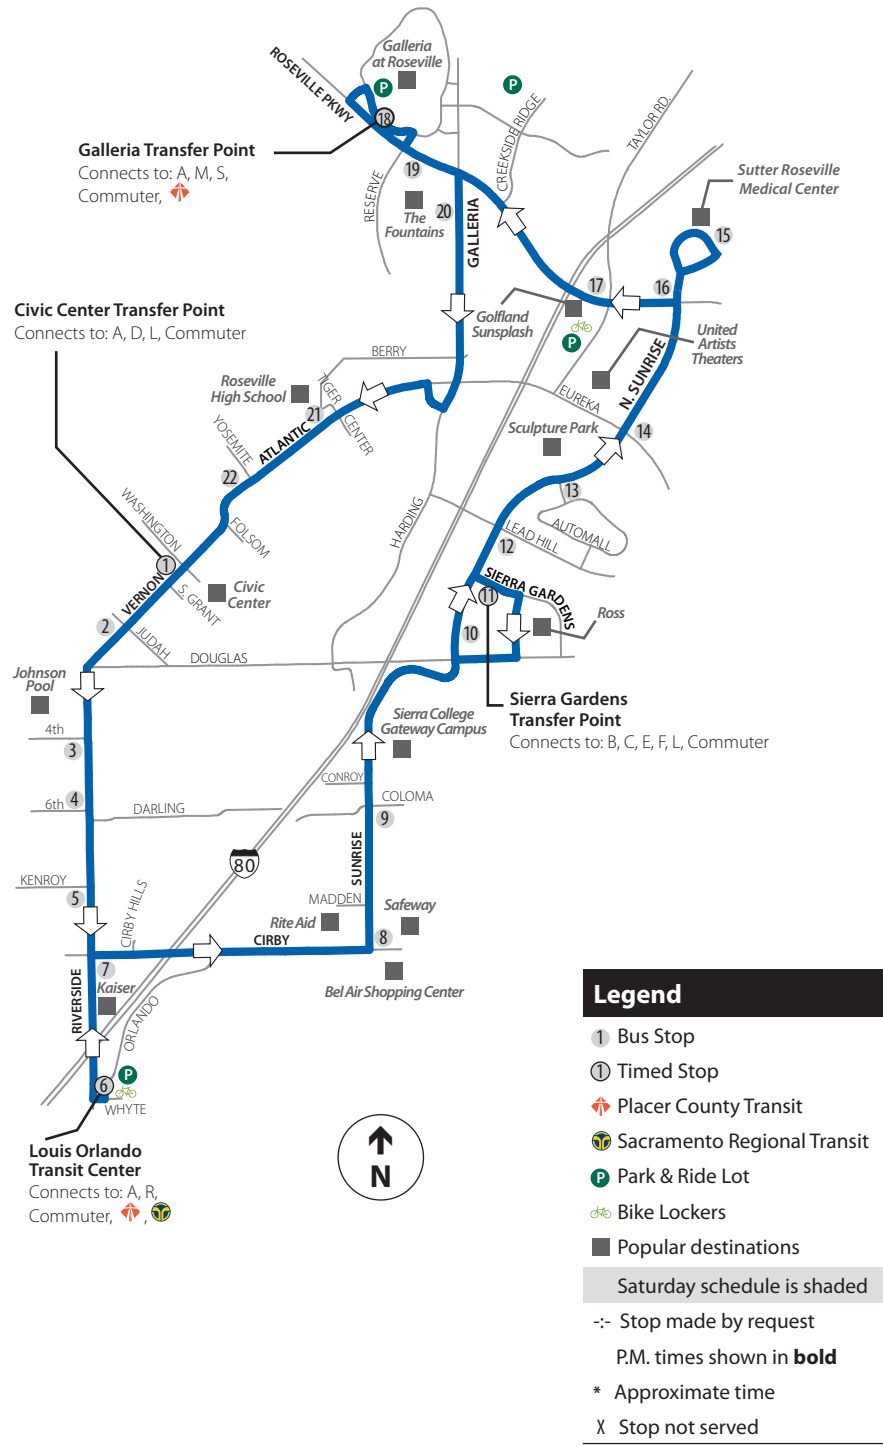 Galleria
at Roseville
P
P
ROSEVILLE PKWY
18
Galleria Transfer Point
Connects to: A, M, S,
Commuter,
CREEKSIDE RIDGE
TAYLOR RD.
Sutter Roseville
Medical Center
19
RESERVE
The
Fountains
20
GALLERIA
15
17
16
Civic Center Transfer Point
Connects to: A, D, L, Commuter
Golfland
Sunsplash
P
United
Artists
Theaters
N. SUNRISE
BERRY
Roseville
High School
TIGER
CENTER
21
EUREKA
YOSEMITE
ATLANTIC
Sculpture Park
14
22
13
WASHINGTON
FOLSOM
HARDING
AUTOMALL
LEAD HILL
12
1
VERNON
S. GRANT
Civic
Center
SIERRA GARDENS
11
Ross
2
JUDAH
10
DOUGLAS
Johnson
Pool
Sierra Gardens
Transfer Point
Connects to: B, C, E, F, L, Commuter
Sierra College
Gateway Campus
4th
3
CONROY
6th
4
DARLING
COLOMA
9
80
SUNRISE
KENROY
5
CIRBY HILLS
MADDEN
Safeway
Rite Aid
CIRBY
8
7
Kaiser
Bel Air Shopping Center
RIVERSIDE
ORLANDO
6
P
WHYTE
Louis Orlando
Transit Center
Connects to: A, R,
Commuter, ,
N
Legend
1 Bus Stop
1 Timed Stop
Placer County Transit
Sacramento Regional Transit
P Park & Ride Lot
Bike Lockers
Popular destinations
Saturday schedule is shaded
-:- Stop made by request
P.M. times shown in bold
* Approximate time
X Stop not served